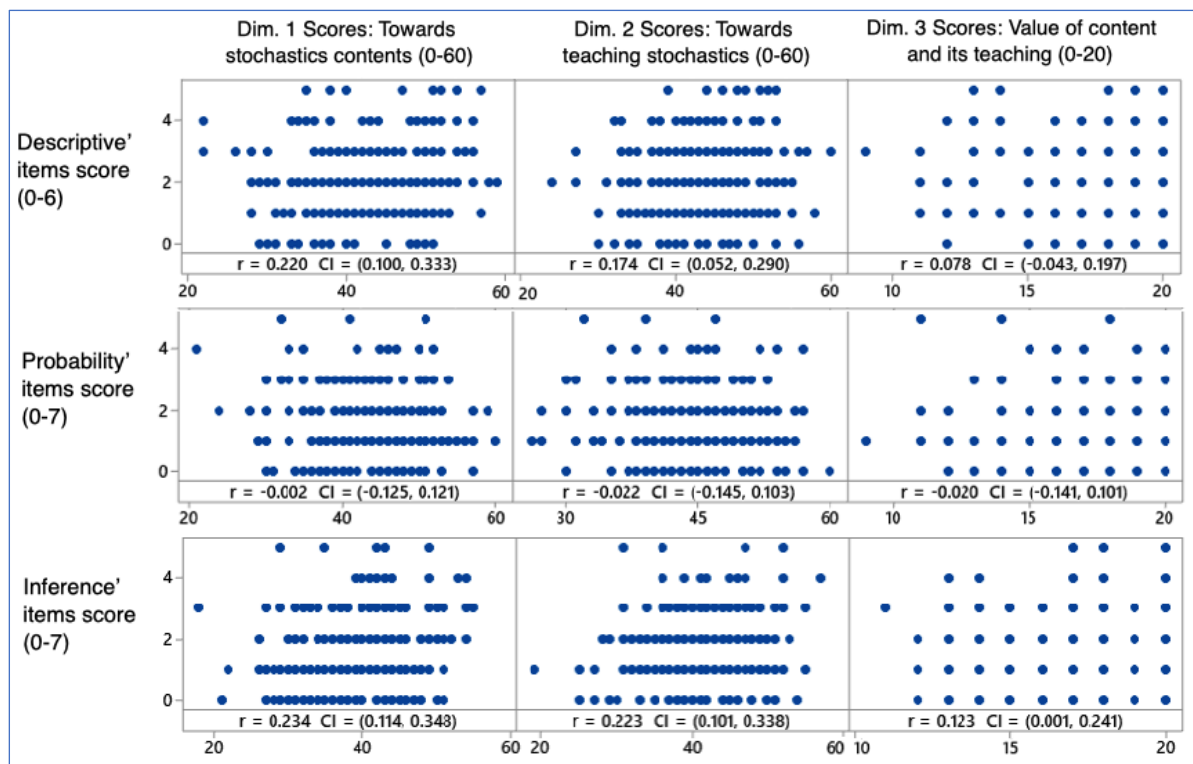 Dim. 1 Scores: Towards
stochastics contents (0-60)
Dim. 2 Scores: Towards
teaching stochastics (0-60)
Dim. 3 Scores: Value of content
and its teaching (0-20)
Descriptive'
items score
(0-6)
4
2
0
r = 0.220 CI = (0.100, 0.333)
r = 0.174 CI = (0.052, 0.290)
r = 0.078 CI = (-0.043, 0.197)
20 40 60 20 40 60 10 15 20
Probability'
items score
(0-7)
4
2
0
r = -0.002 CI = (-0.125, 0.121)
r = -0.022 CI = (-0.145, 0.103)
r = -0.020 CI = (-0.141, 0.101)
20 40 60 30 45 60 10 15 20
Inference'
items score
(0-7)
4
2
0
r = 0.234 CI = (0.114, 0.348)
r = 0.223 CI = (0.101, 0.338)
r = 0.123 CI = (0.001, 0.241)
20 40 60 20 40 60 10 15 20